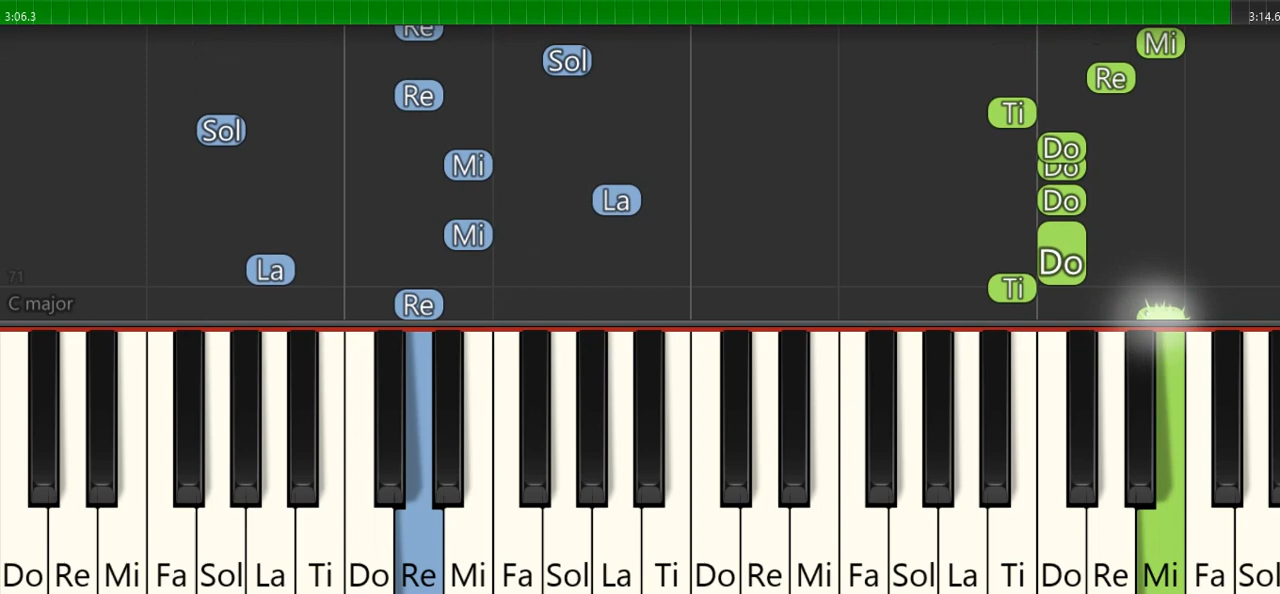 3:06.3 3:14.6
Re Mi
Sol
Re Re
Ti
Sol
Do
Mi Do
La Do
Mi
Do
La
71
Ti
C major Re
Do Re Mi Fa Sol La Ti Do Re Mi Fa Sol La Ti Do Re Mi Fa Sol La Ti Do Re Mi Fa Sol